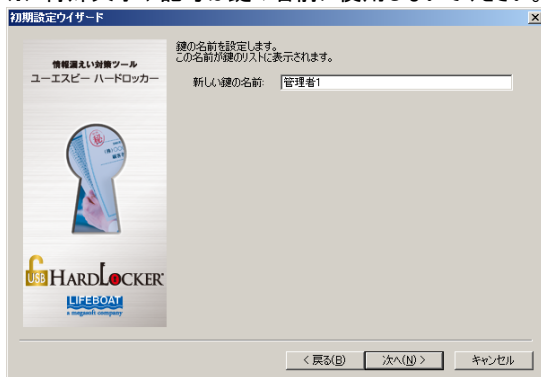 初期設定ウィザード
鍵の名前を設定します。
この名前が鍵のリストに表示されます。
情報漏えい対策ツール
ユーエスビー ハードロッカー
新しい鍵の名前:
管理者1
USB HARDLOCKER
LIFEBOAT
a megasoft company
< 戻る(B)
次へ(N) >
キャンセル